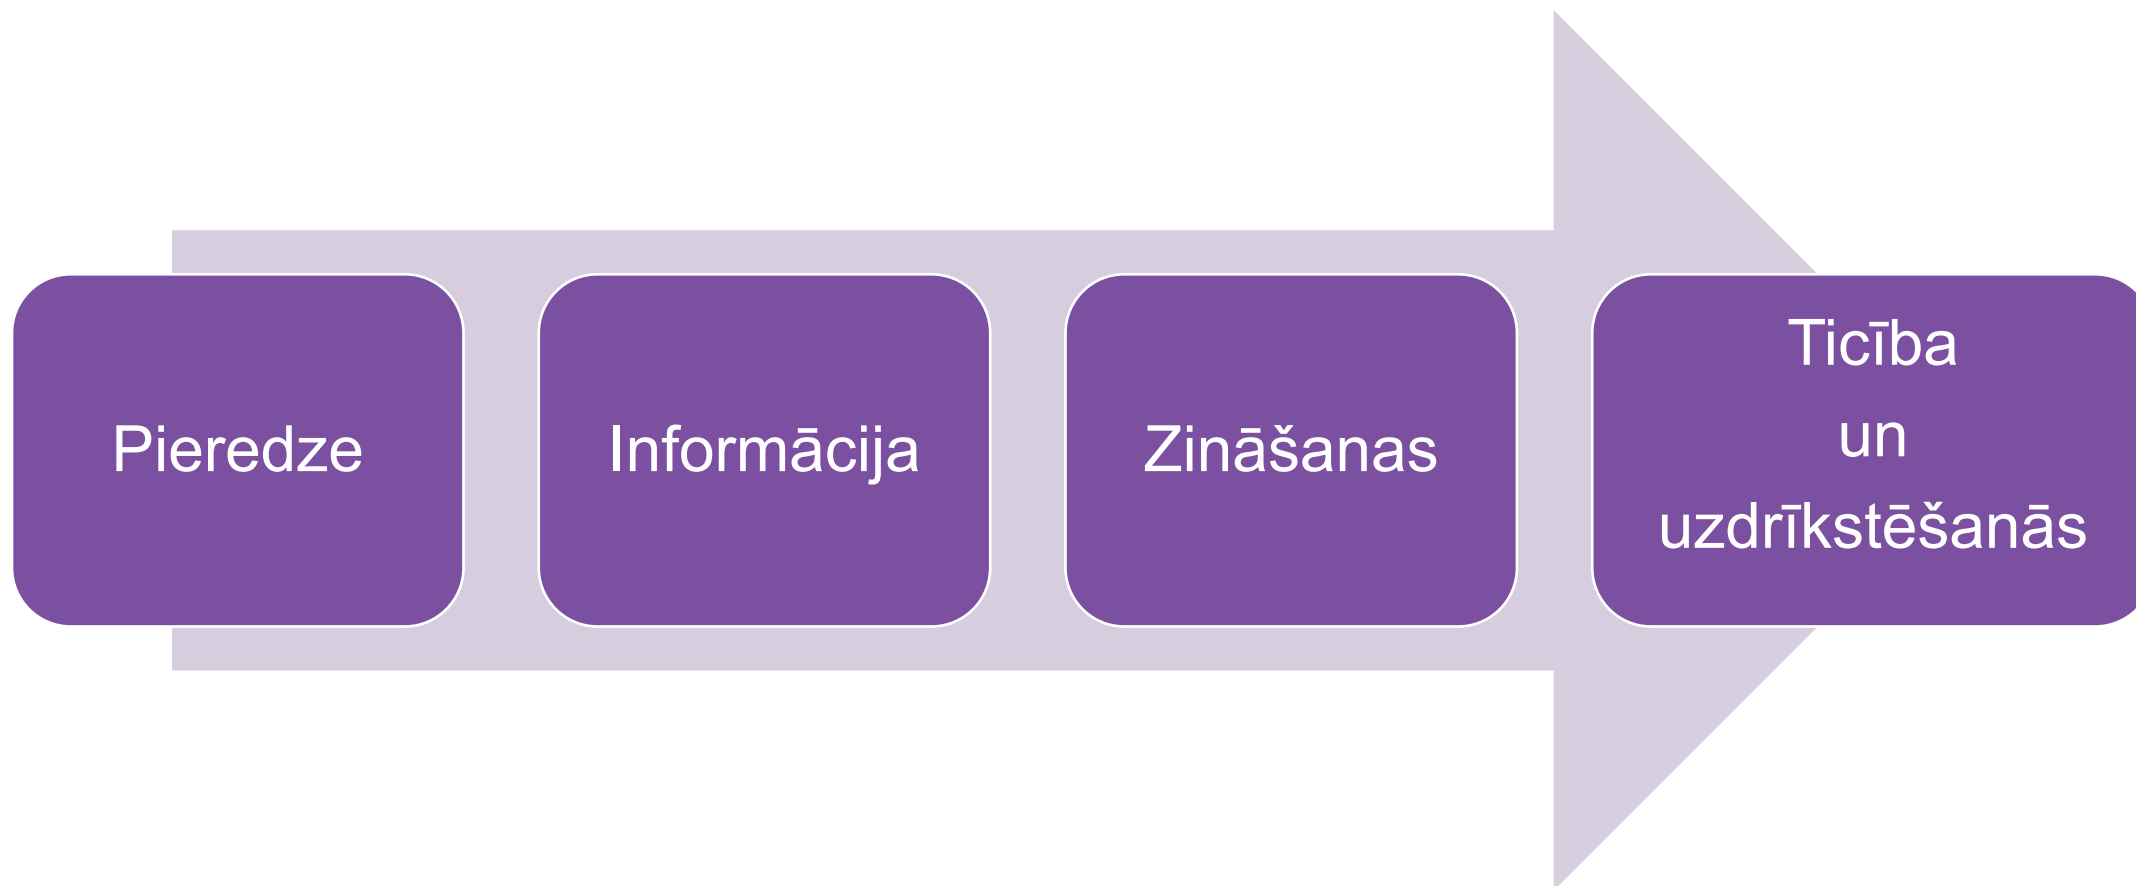 Pieredze
Informācija
Zināšanas
Ticība
un
uzdrīkstēšanās